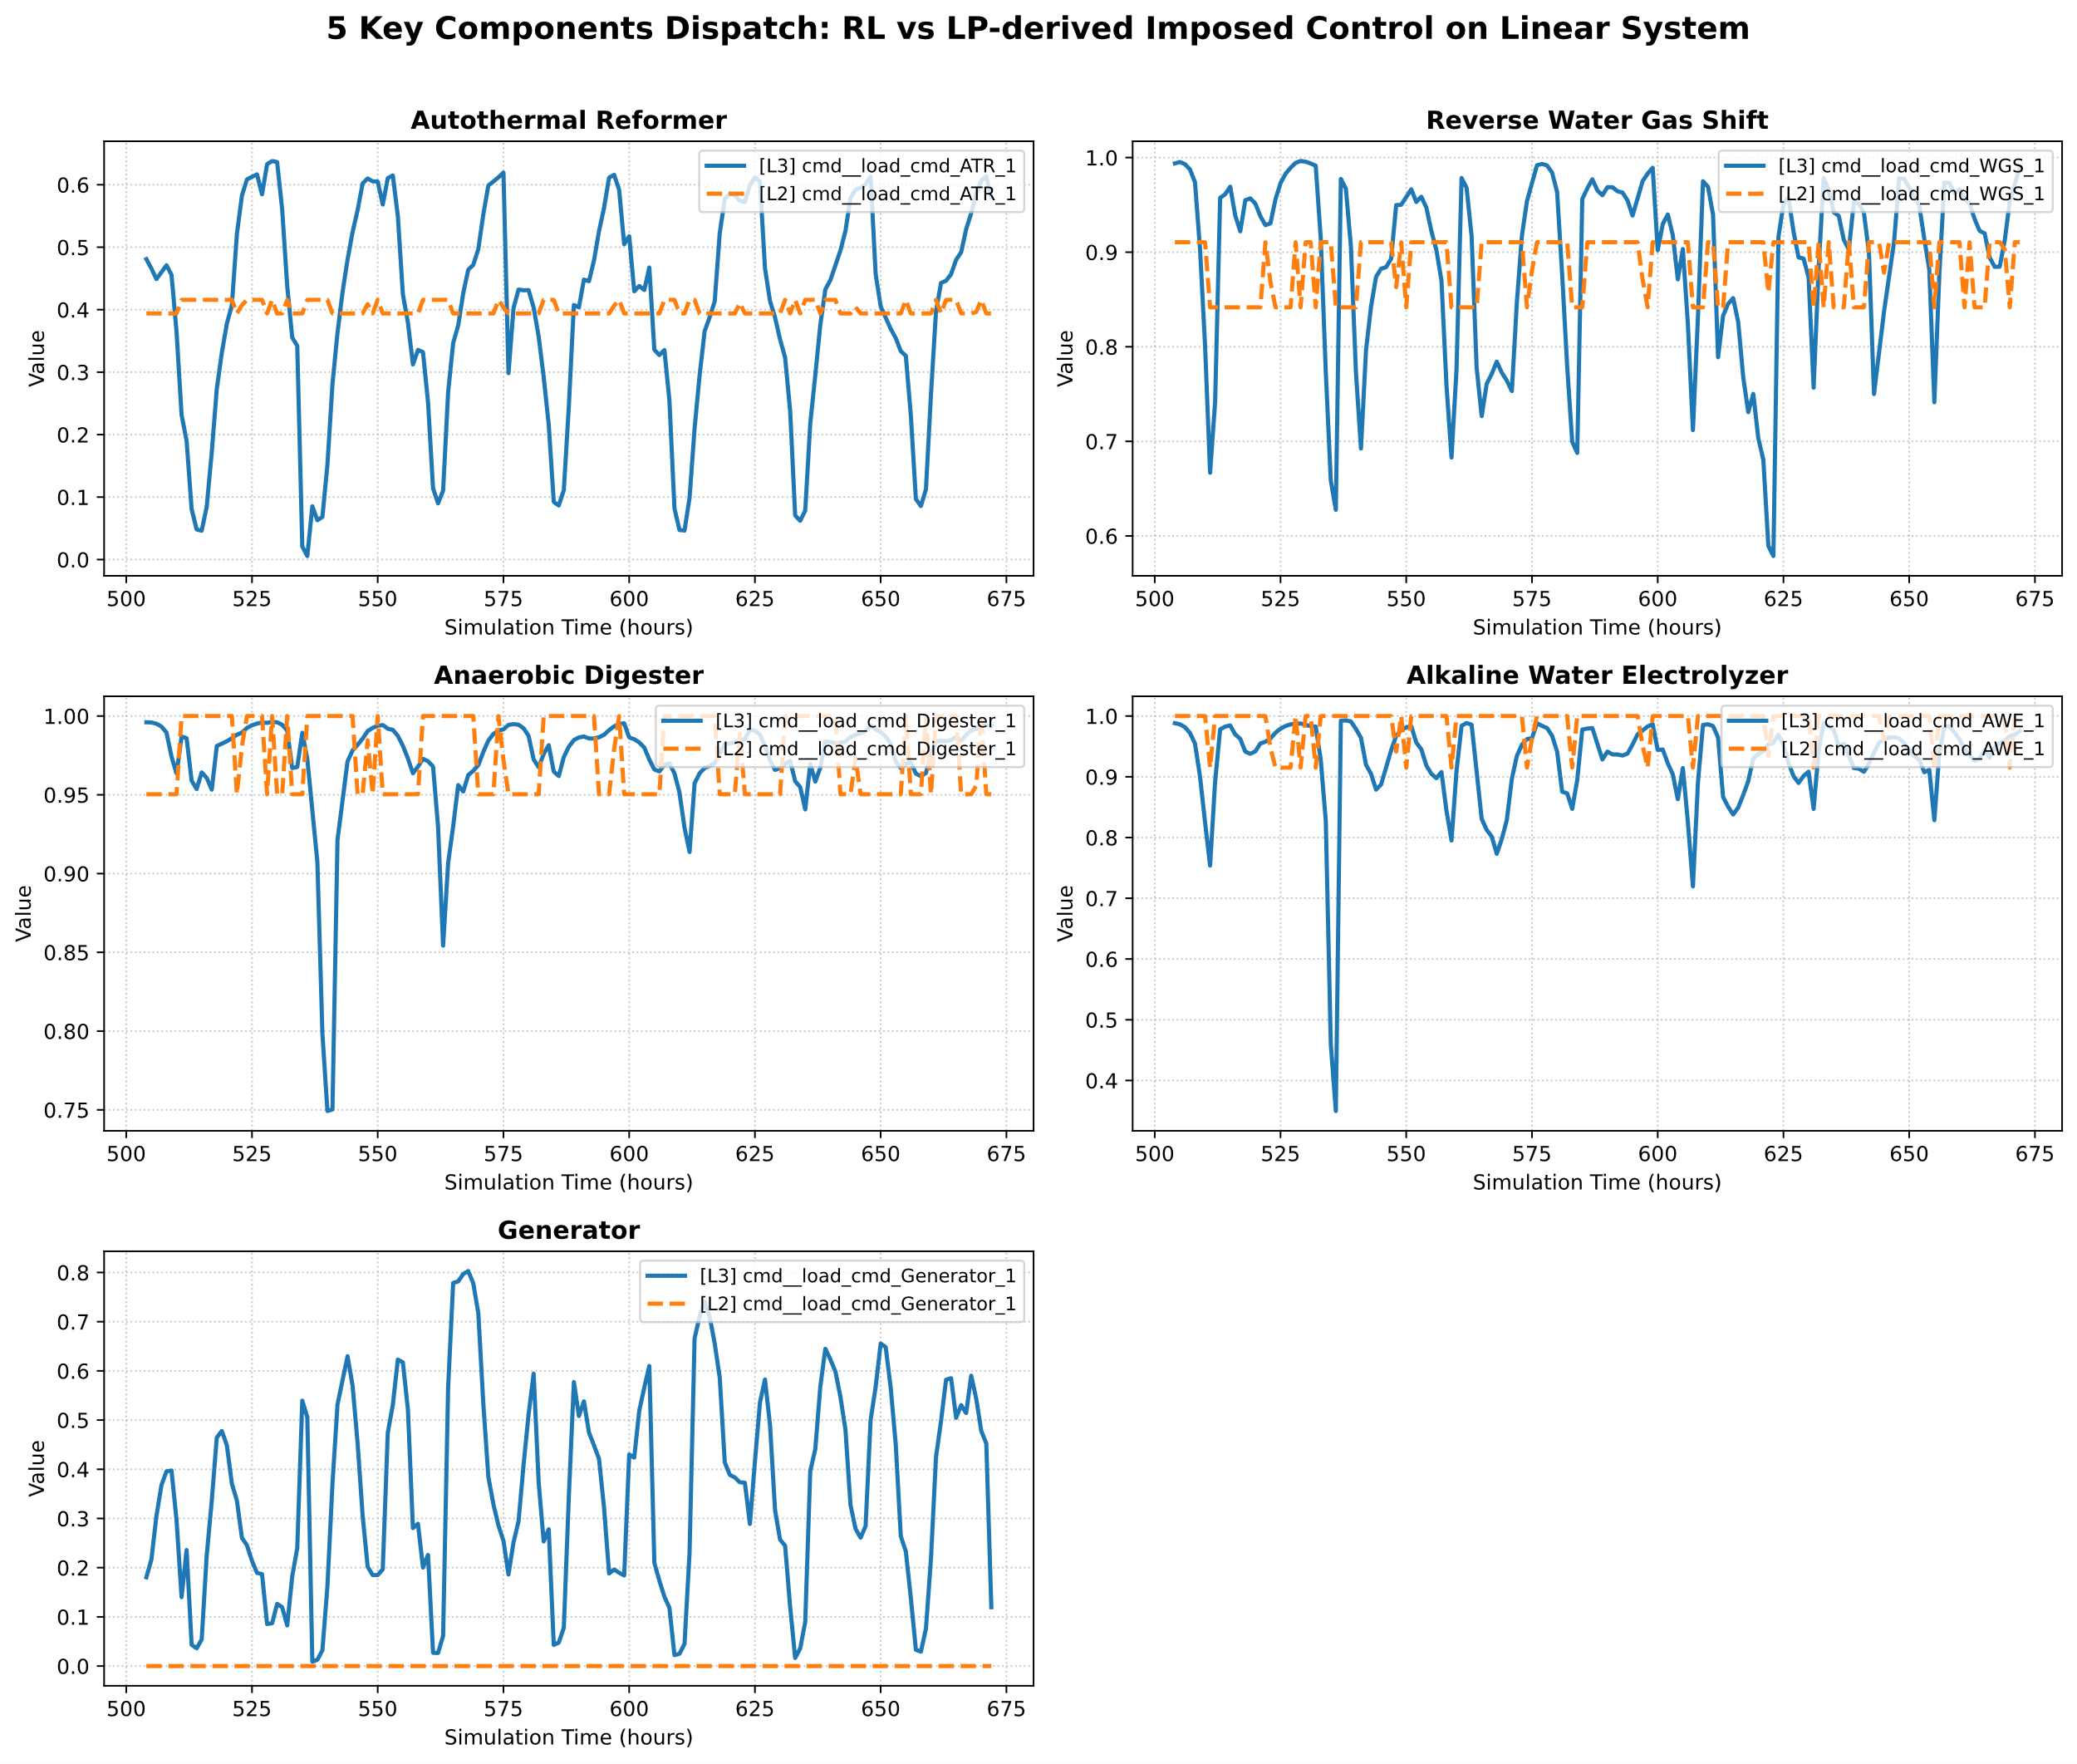 5 Key Components Dispatch: RL vs LP-derived Imposed Control on Linear System
Autothermal Reformer
[L3] cmd__load_cmd_ATR_1
[L2] cmd__load_cmd_ATR_1
0.6
0.5
0.4
0.3
0.2
0.1
0.0
Value
500 525 550 575 600 625 650 675
Simulation Time (hours)
Reverse Water Gas Shift
[L3] cmd__load_cmd_WGS_1
[L2] cmd__load_cmd_WGS_1
1.0
0.9
0.8
0.7
0.6
Value
500 525 550 575 600 625 650 675
Simulation Time (hours)
Anaerobic Digester
[L3] cmd__load_cmd_Digester_1
[L2] cmd__load_cmd_Digester_1
1.00
0.95
0.90
0.85
0.80
0.75
Value
500 525 550 575 600 625 650 675
Simulation Time (hours)
Alkaline Water Electrolyzer
[L3] cmd__load_cmd_AWE_1
[L2] cmd__load_cmd_AWE_1
1.0
0.9
0.8
0.7
0.6
0.5
0.4
Value
500 525 550 575 600 625 650 675
Simulation Time (hours)
Generator
[L3] cmd__load_cmd_Generator_1
[L2] cmd__load_cmd_Generator_1
0.8
0.7
0.6
0.5
0.4
0.3
0.2
0.1
0.0
Value
500 525 550 575 600 625 650 675
Simulation Time (hours)